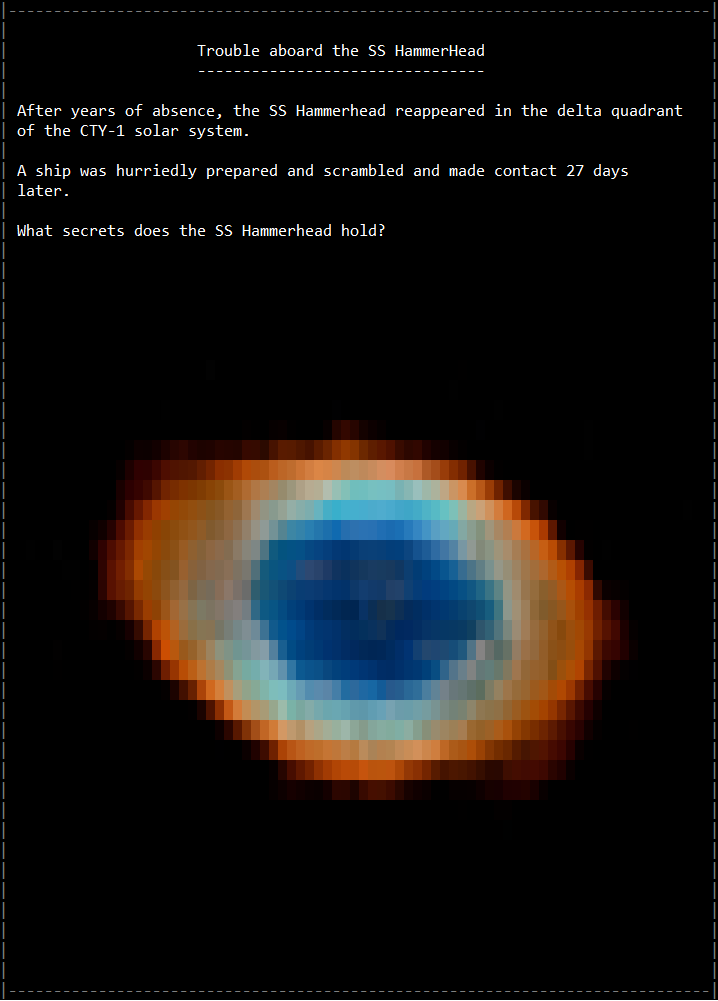 Trouble aboard the SS HammerHead
--------------------------------
After years of absence, the SS Hammerhead reappeared in the delta quadrant
of the CTY-1 solar system.
A ship was hurriedly prepared and scrambled and made contact 27 days
later.
What secrets does the SS Hammerhead hold?